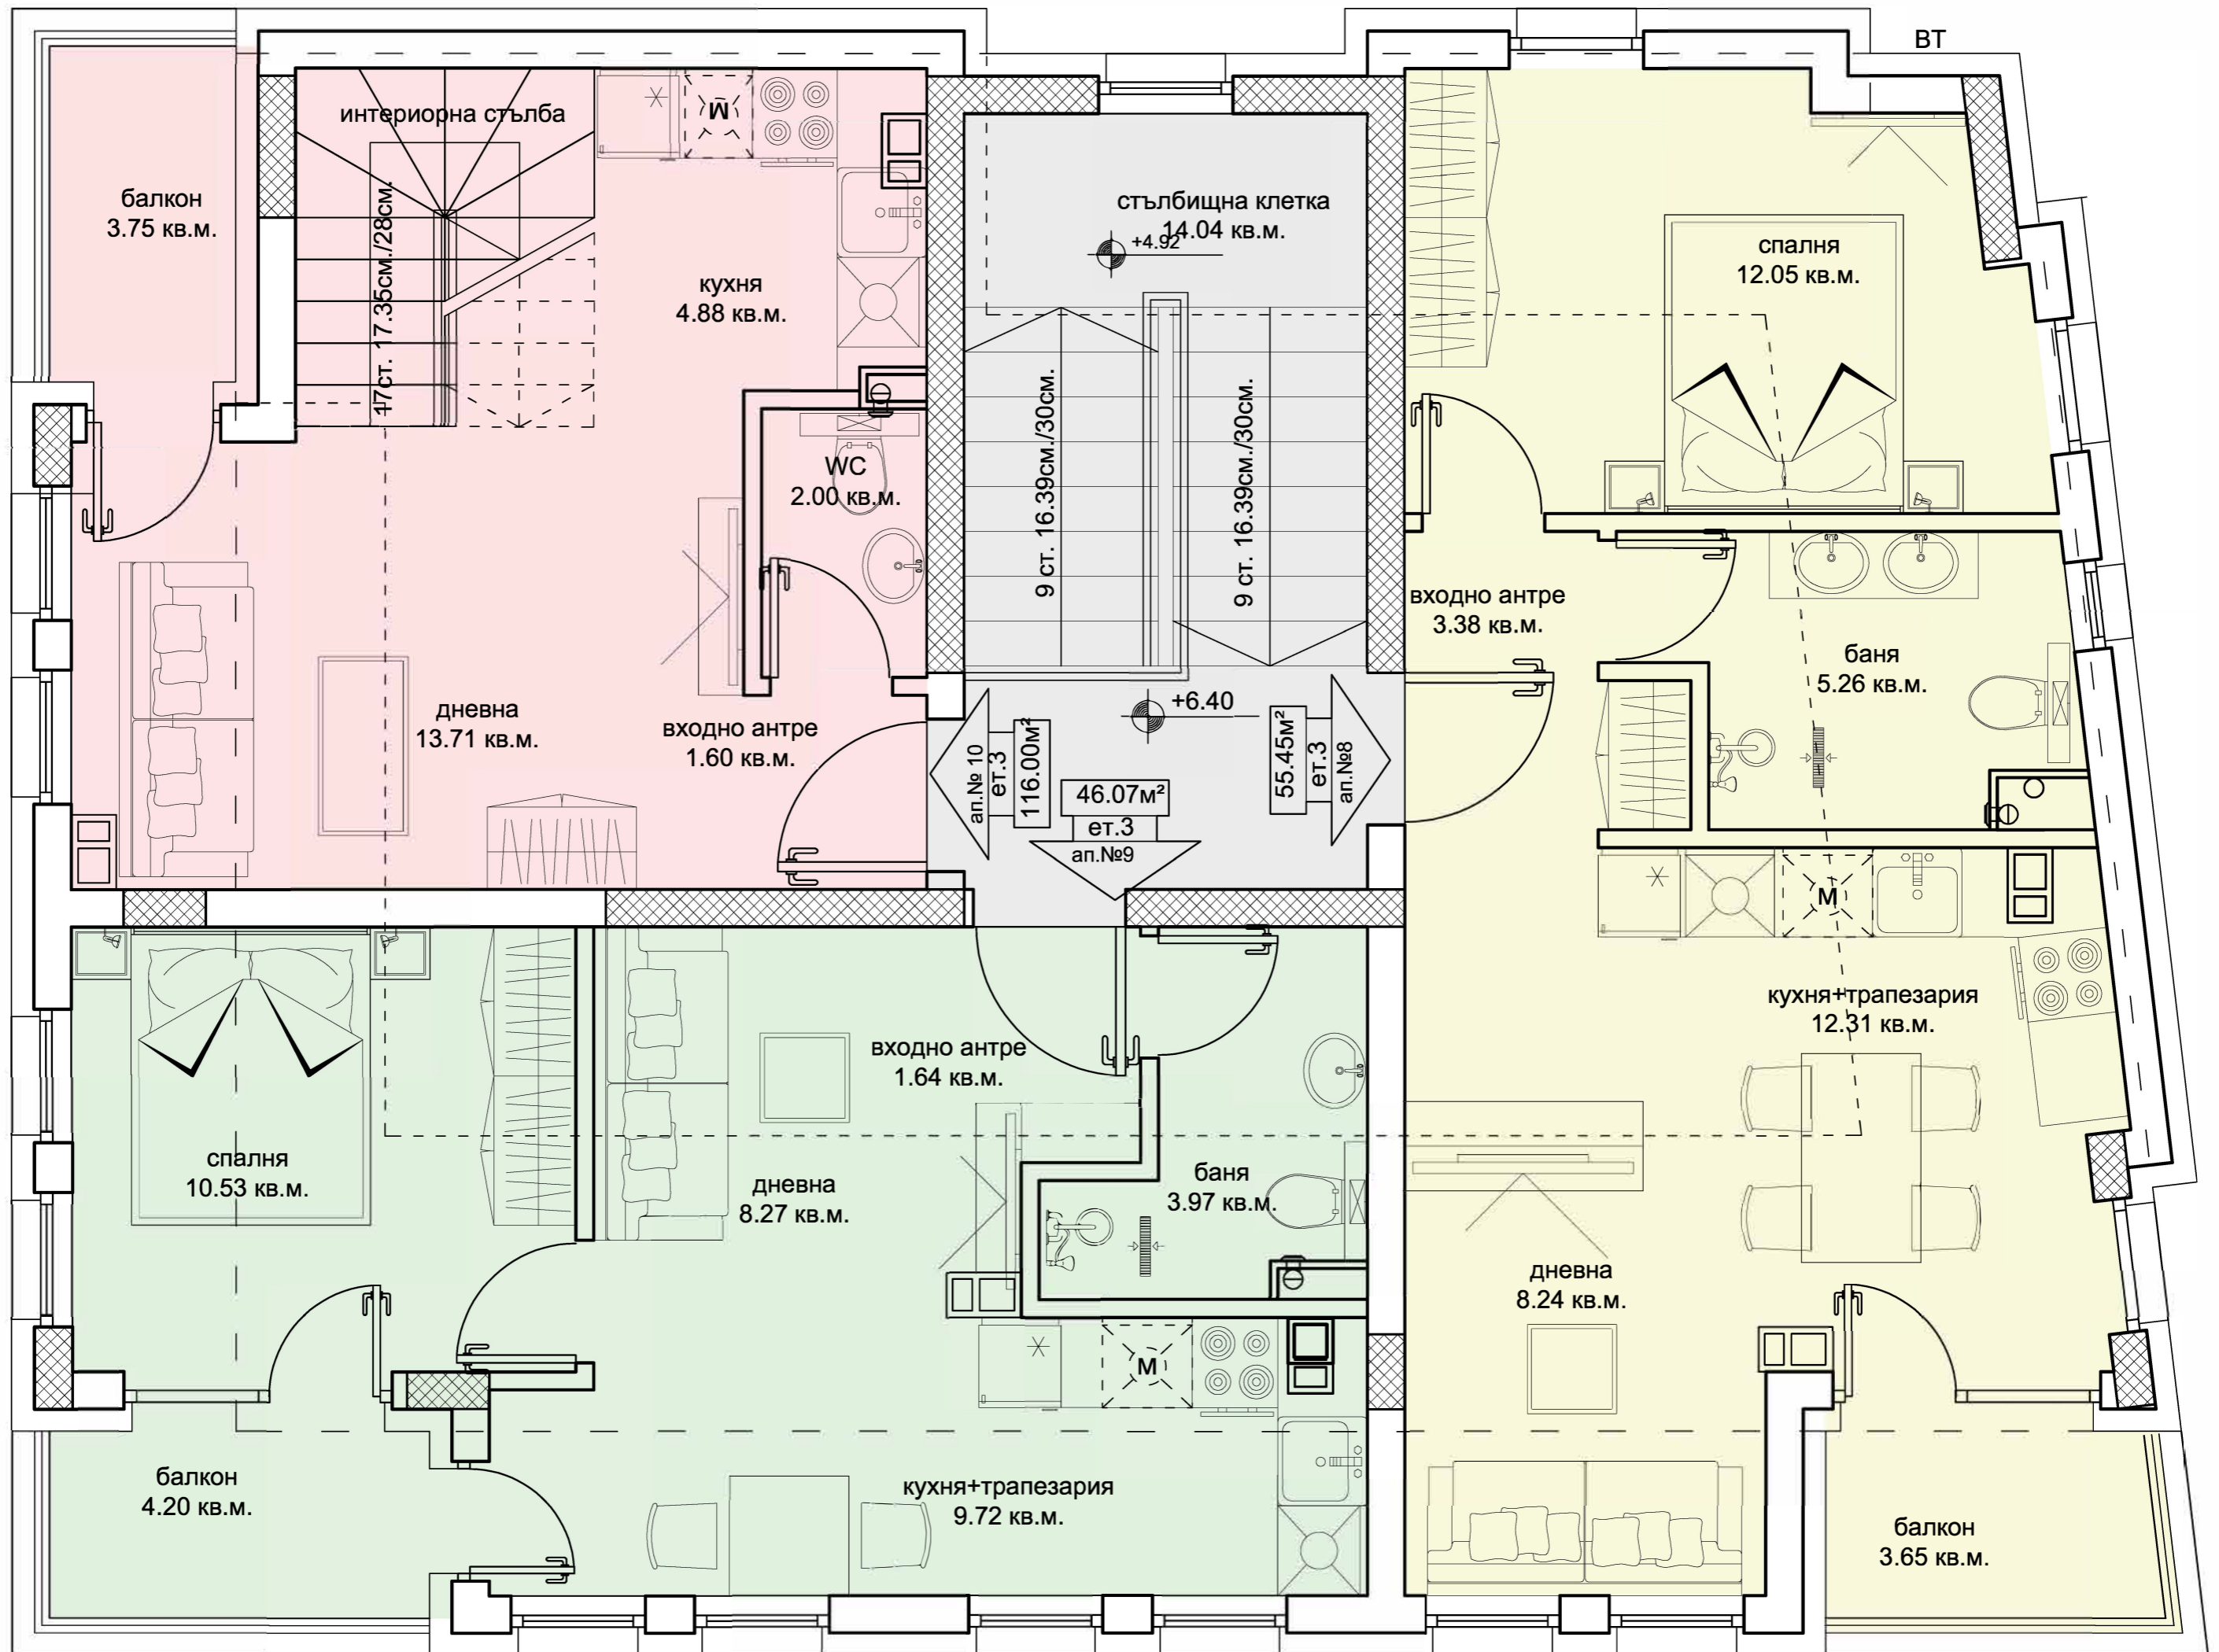 ВТ
интериорна стълба
17ст. 17.35см./28см.
балкон
3.75 кв.м.
кухня
4.88 кв.м.
M
WC
2.00 кв.м.
дневна
13.71 кв.м.
входно антре
1.60 кв.м.
стълбищна клетка
14.04 кв.м.
+4.92
9 ст. 16.39см./30см.
9 ст. 16.39см./30см.
+6.40
ап.№ 10
ет.3
116.00м²
46.07м²
ет.3
ап.№9
55.45м²
ет.3
ап.№8
спалня
12.05 кв.м.
входно антре
3.38 кв.м.
баня
5.26 кв.м.
M
кухня+трапезария
12.31 кв.м.
дневна
8.24 кв.м.
балкон
3.65 кв.м.
спалня
10.53 кв.м.
входно антре
1.64 кв.м.
дневна
8.27 кв.м.
баня
3.97 кв.м.
M
кухня+трапезария
9.72 кв.м.
балкон
4.20 кв.м.